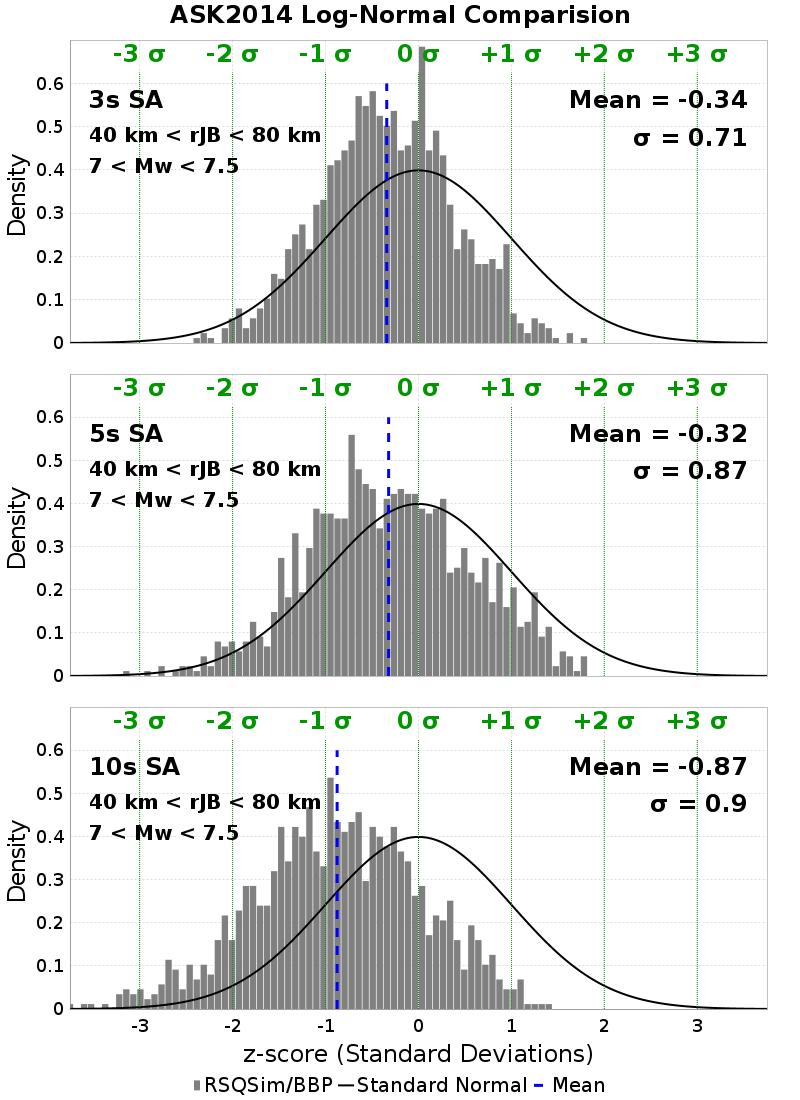 ASK2014 Log-Normal Comparision
-3 σ -2 σ -1 σ 0 σ +1 σ +2 σ +3 σ
3s SA
Mean = -0.34
40 km < rJB < 80 km
σ = 0.71
7 < Mw < 7.5
0.6
0.5
0.4
0.3
0.2
0.1
0
Density
-3 σ -2 σ -1 σ 0 σ +1 σ +2 σ +3 σ
5s SA
Mean = -0.32
40 km < rJB < 80 km
σ = 0.87
7 < Mw < 7.5
0.6
0.5
0.4
0.3
0.2
0.1
0
Density
-3 σ -2 σ -1 σ 0 σ +1 σ +2 σ +3 σ
10s SA
Mean = -0.87
40 km < rJB < 80 km
σ = 0.9
7 < Mw < 7.5
0.6
0.5
0.4
0.3
0.2
0.1
0
Density
-3 -2 -1 0 1 2 3
z-score (Standard Deviations)
RSQSim/BBP Standard Normal Mean